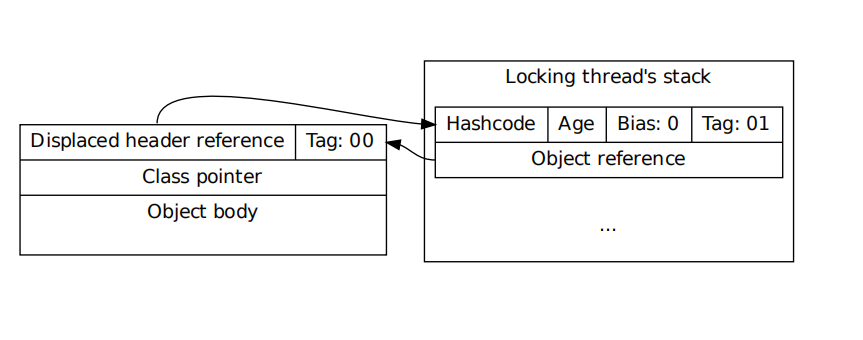 Locking thread's stack
Hashcode Age Bias: 0 Tag: 01
Displaced header reference Tag: 00
Object reference
Class pointer
Object body
...